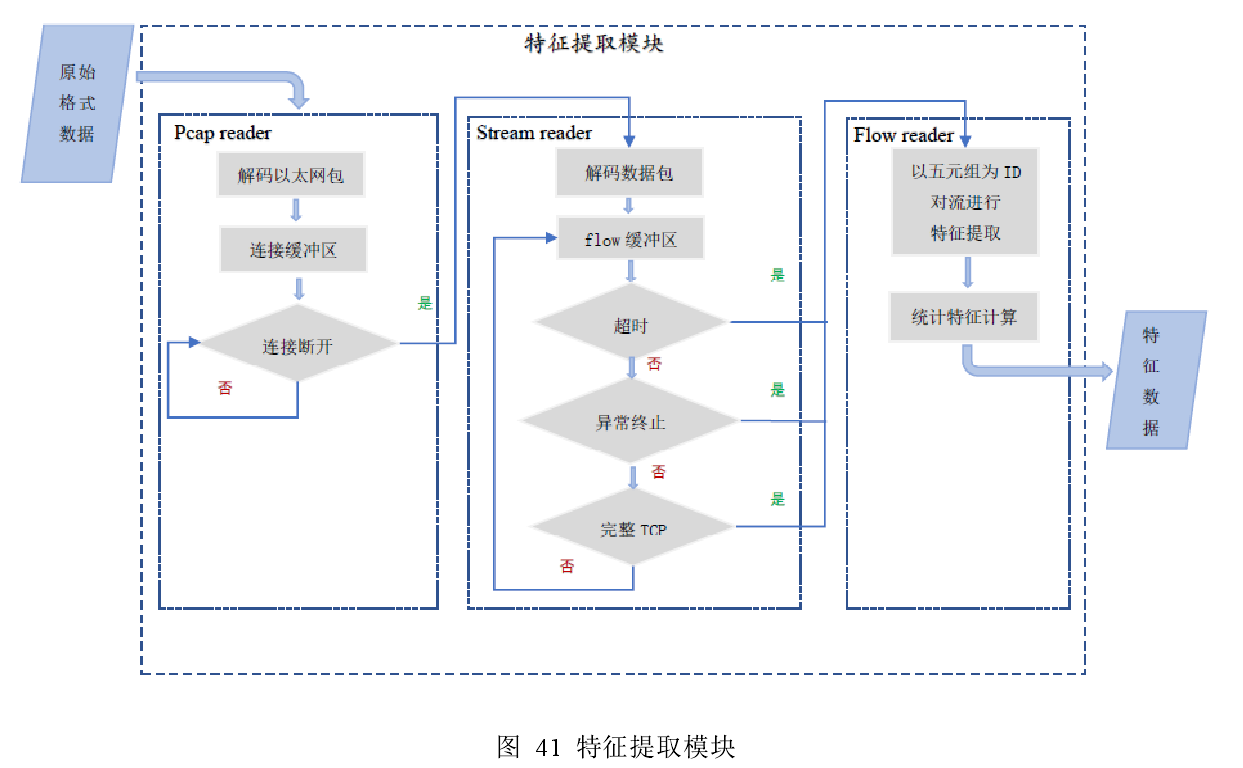 特征提取模块
原始
格式
数据
Pcap reader
解码以太网包
连接缓冲区
是
连接断开
否
Stream reader
解码数据包
flow 缓冲区
是
超时
否
是
异常终止
否
是
完整 TCP
否
Flow reader
以五元组为 ID
对流进行
特征提取
统计特征计算
特
征
数
据
图 41 特征提取模块